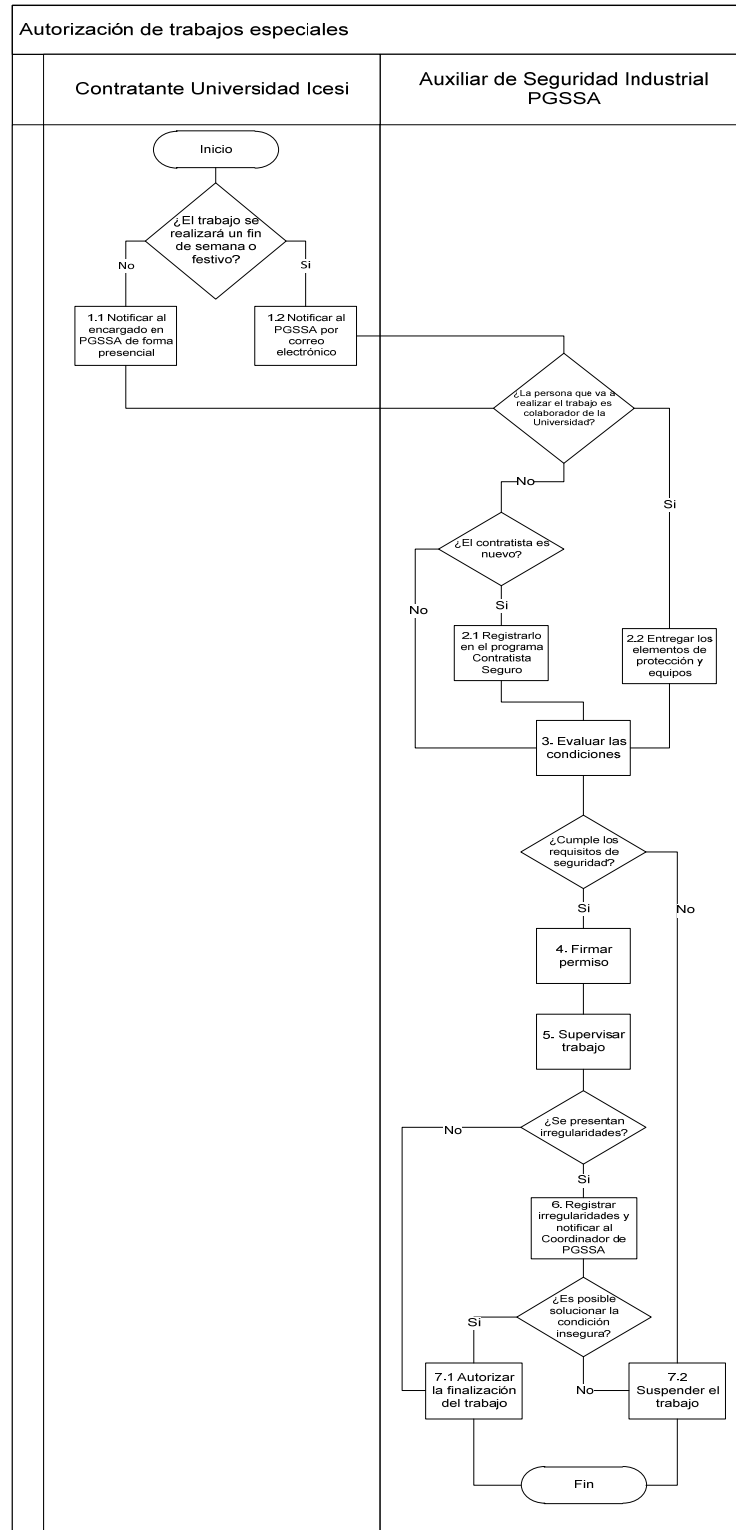 Autorización de trabajos especiales
Contratante Universidad Icesi
Auxiliar de Seguridad Industrial
PGSSA
Inicio
¿El trabajo se
realizará un fin
de semana o
festivo?
No
Si
1.1 Notificar al
encargado en
PGSSA de forma
presencial
1.2 Notificar al
PGSSA por
correo
electrónico
¿La persona que va a
realizar el trabajo es
colaborador de la
Universidad?
No
Si
¿El contratista es
nuevo?
No
Si
2.1 Registrarlo
en el programa
Contratista
Seguro
2.2 Entregar los
elementos de
protección y
equipos
3. Evaluar las
condiciones
¿Cumple los
requisitos de
seguridad?
Si
No
4. Firmar
permiso
5. Supervisar
trabajo
¿Se presentan
irregularidades?
No
Si
6. Registrar
irregularidades y
notificar al
Coordinador de
PGSSA
¿Es posible
solucionar la
condición
insegura?
Si
No
7.1 Autorizar
la finalización
del trabajo
7.2
Suspender el
trabajo
Fin